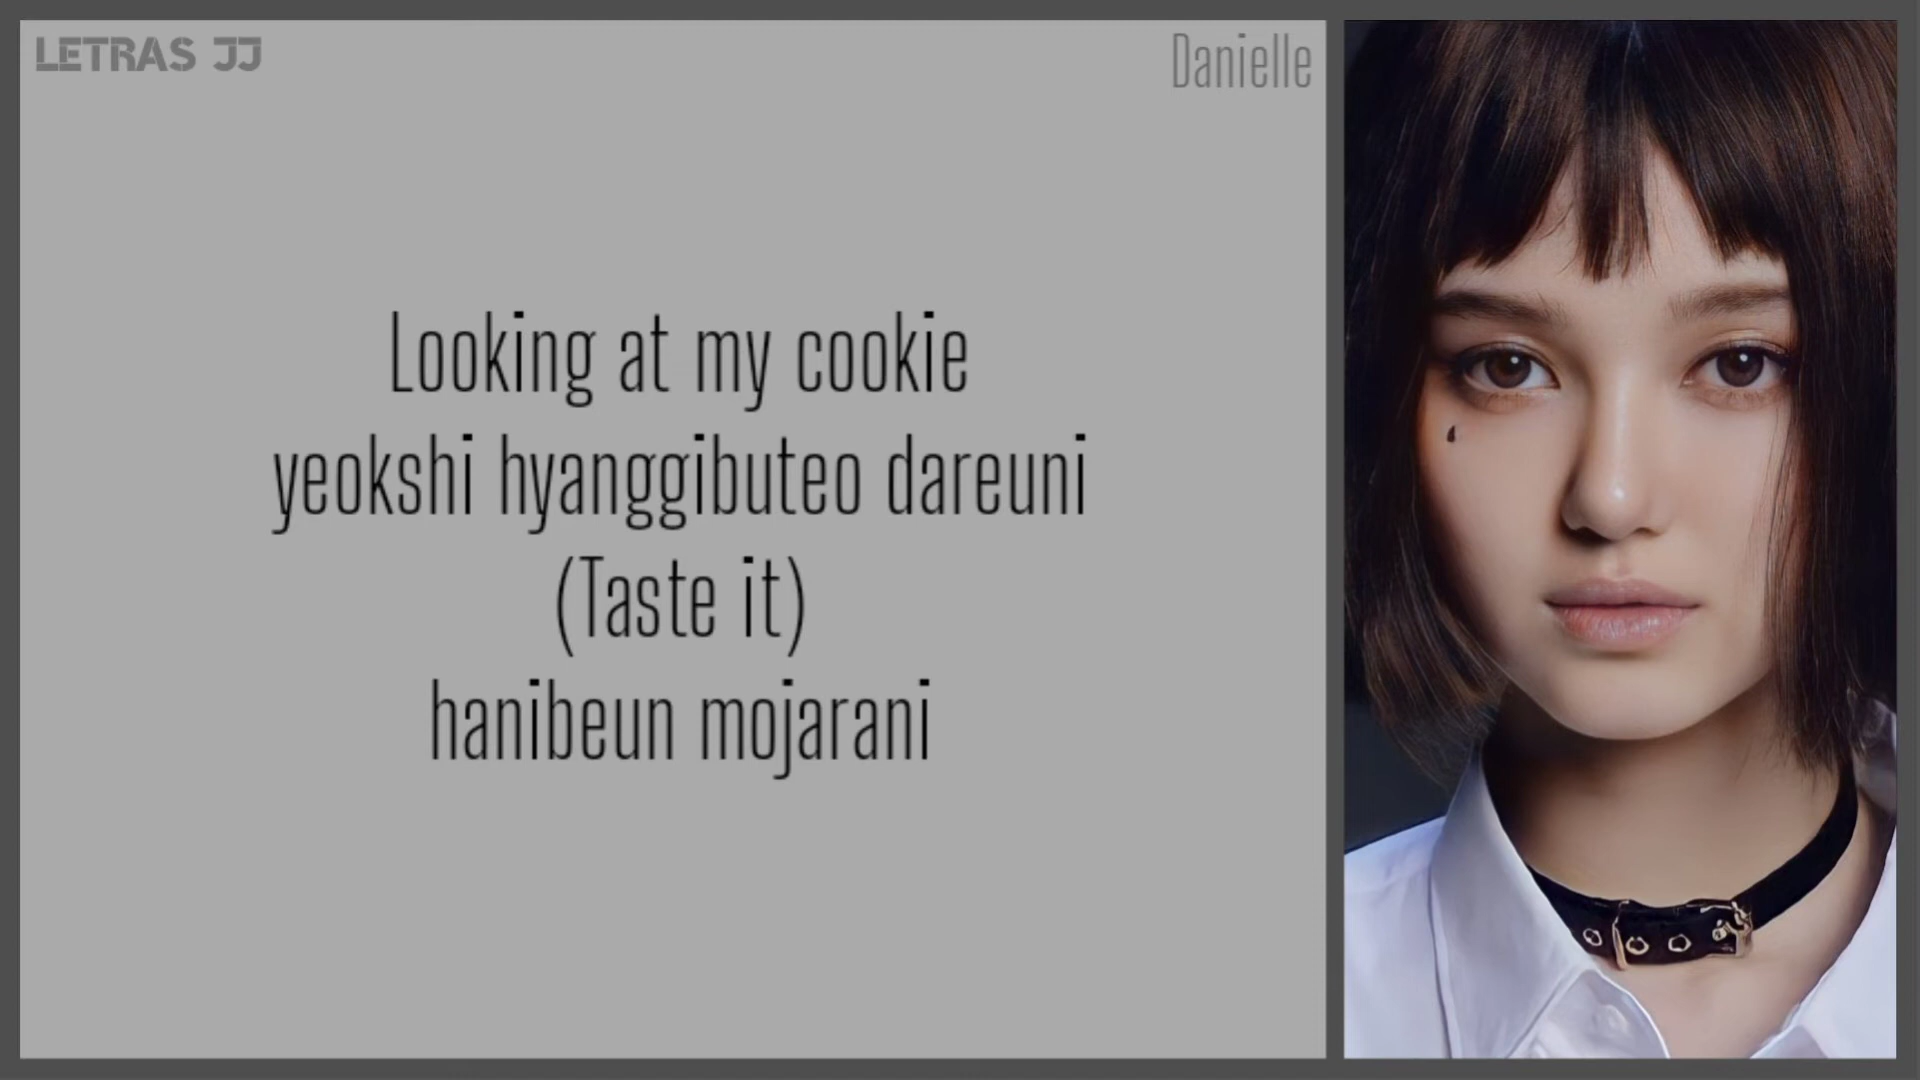 LETRAS JJ
Danielle
Looking at my cookie
yeokshi hyanggibuteo dareuni
(Taste it)
hanibeun mojarani